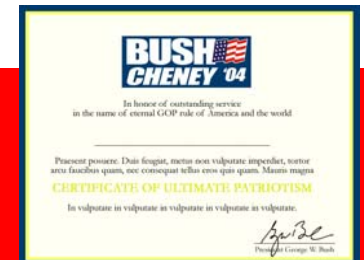 BUSH
CHENEY '04
In honor of outstanding service
in the name of eternal GOP rule of America and the world
Praesent posuere. Duis feugiat, metus non vulputate imperdiet, tortor
arcu faucibus quam, nec consequat tellus eros quis quam. Mauris magna
CERTIFICATE OF ULTIMATE PATRIOTISM
In vulputate in vulputate in vulputate in vulputate in vulputate.
President George W. Bush